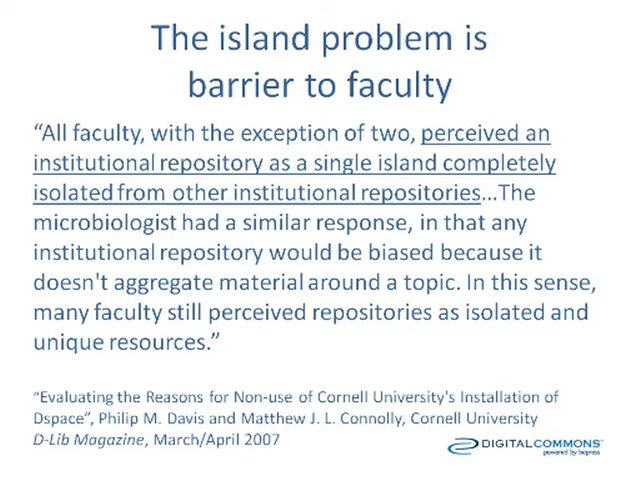 The island problem is
barrier to faculty
“All faculty, with the exception of two, perceived an
institutional repository as a single island completely
isolated from other institutional repositories…The
microbiologist had a similar response, in that any
institutional repository would be biased because it
doesn't aggregate material around a topic. In this sense,
many faculty still perceived repositories as isolated and
unique resources.”
“Evaluating the Reasons for Non-use of Cornell University's Installation of
Dspace”, Philip M. Davis and Matthew J. L. Connolly, Cornell University
D-Lib Magazine, March/April 2007
DIGITALCOMMONS™
powered by bepress